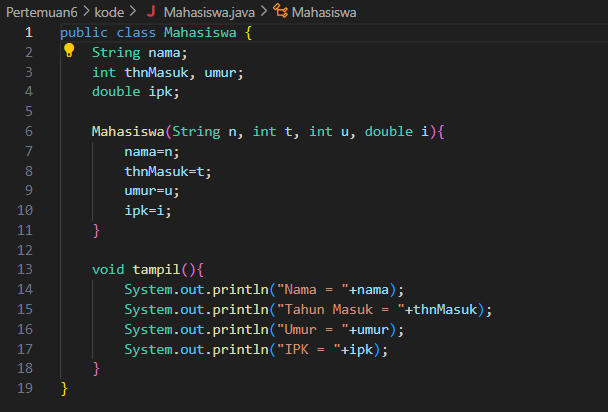 Pertemuan6 > kode > J Mahasiswa.java > Mahasiswa
1 public class Mahasiswa {
2     String nama;
3     int thnMasuk, umur;
4     double ipk;
5
6     Mahasiswa(String n, int t, int u, double i){
7         nama=n;
8         thnMasuk=t;
9         umur=u;
10         ipk=i;
11     }
12
13     void tampil(){
14         System.out.println("Nama = "+nama);
15         System.out.println("Tahun Masuk = "+thnMasuk);
16         System.out.println("Umur = "+umur);
17         System.out.println("IPK = "+ipk);
18     }
19 }